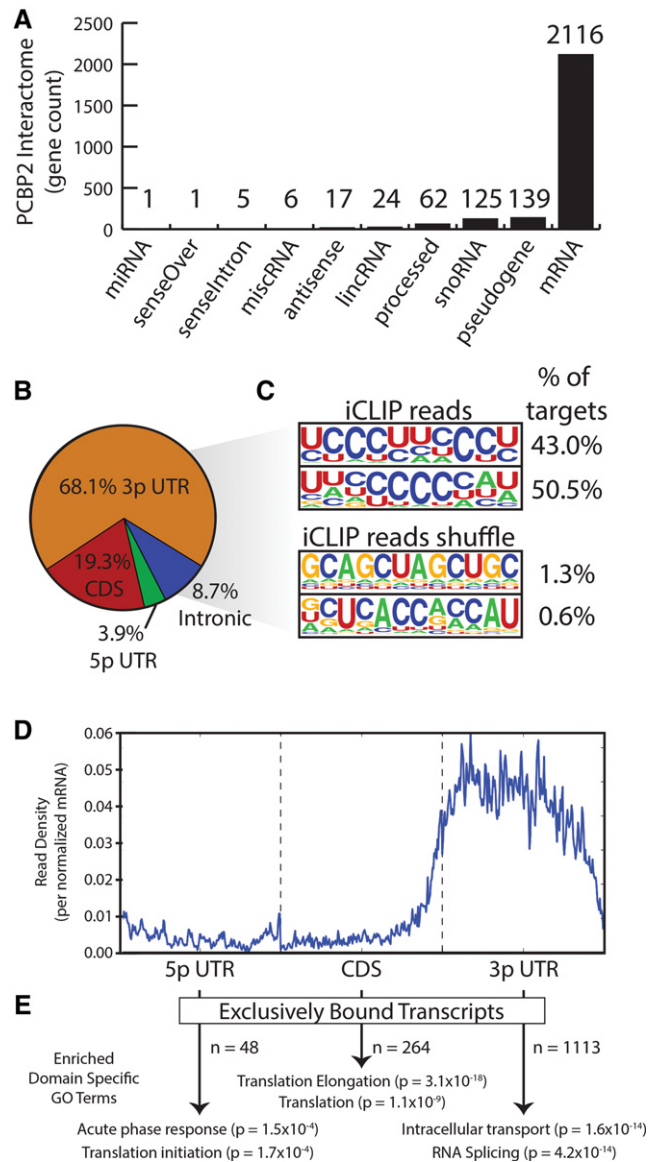 A
PCBP2 Interactome
(gene count)
2500
2000
1500
1000
500
0
1
1
5
6
17
24
62
125
139
2116
miRNA
senseOver
senseIntron
miscRNA
antisense
lincRNA
processed
snoRNA
pseudogene
mRNA
B
68.1% 3p UTR
19.3%
CDS
3.9%
5p UTR
8.7%
Intronic
C
% of
targets
iCLIP reads
UCCCUUCCCU
43.0%
UUCCCCCCAU
50.5%
iCLIP reads shuffle
GCAGCUAGCUGC
1.3%
GCUCACCACCAU
0.6%
D
Read Density
(per normalized mRNA)
0.06
0.05
0.04
0.03
0.02
0.01
0.00
5p UTR
CDS
3p UTR
E
Exclusively Bound Transcripts
n = 48
n = 264
n = 1113
Enriched
Domain Specific
GO Terms
Translation Elongation (p = 3.1x10⁻¹⁸)
Translation (p = 1.1x10⁻⁹)
Acute phase response (p = 1.5x10⁻⁴)
Translation initiation (p = 1.7x10⁻⁴)
Intracellular transport (p = 1.6x10⁻¹⁴)
RNA Splicing (p = 4.2x10⁻¹⁴)